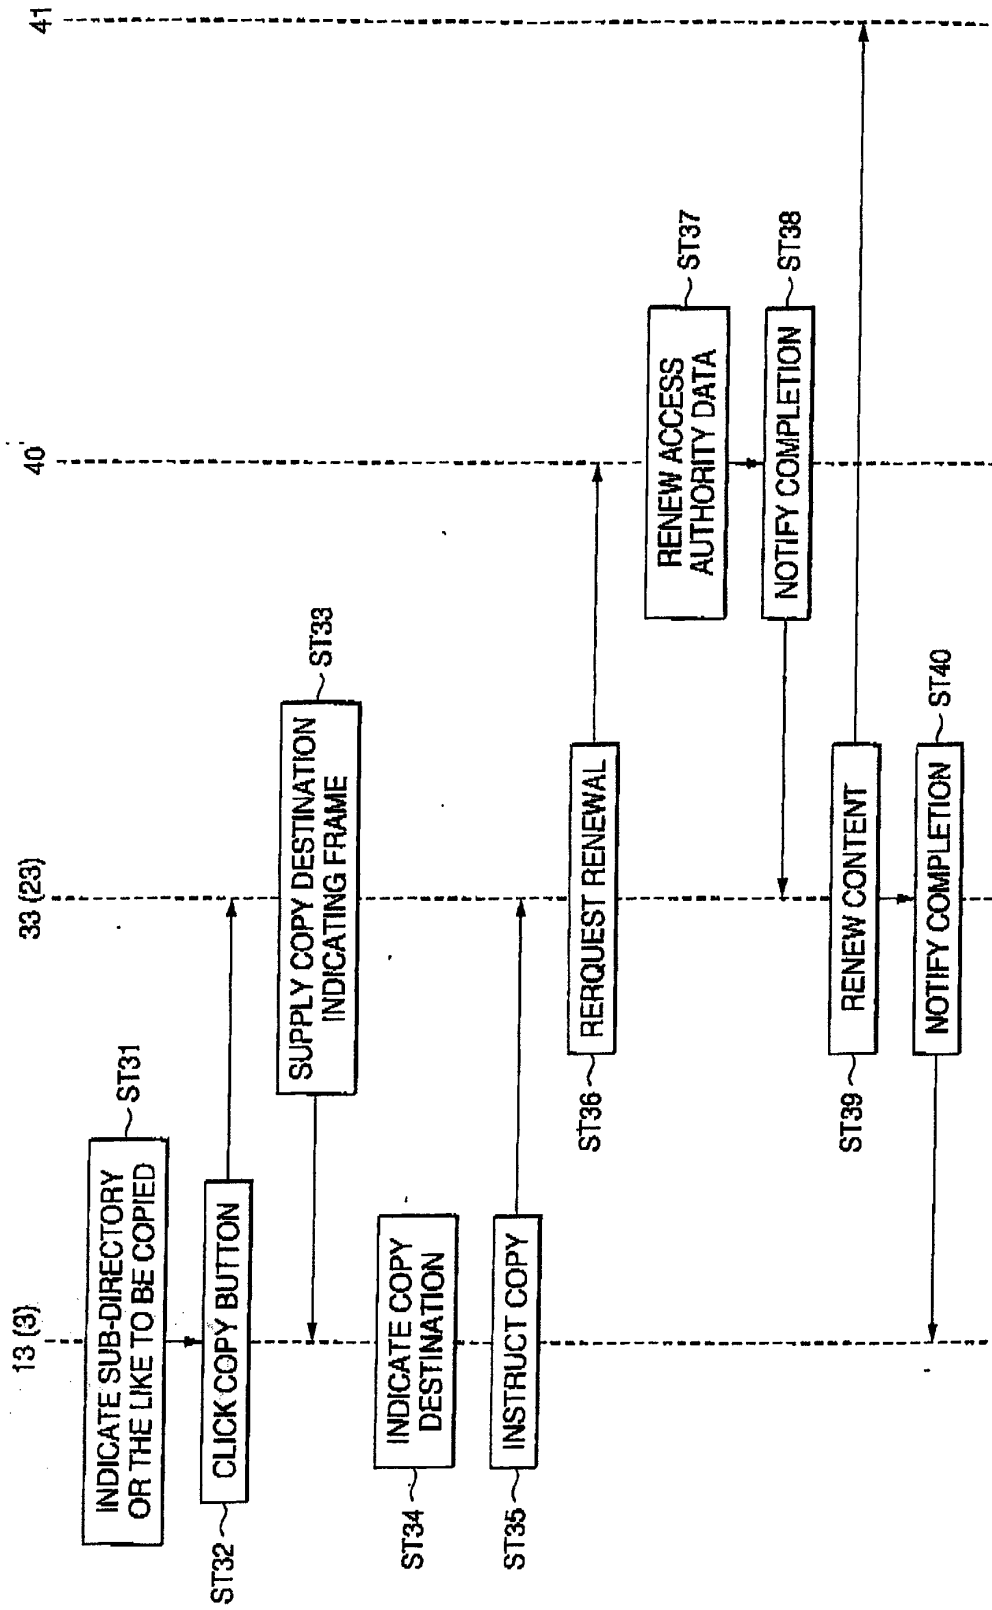 13 (3)
33 (23)
40
41
INDICATE SUB-DIRECTORY
OR THE LIKE TO BE COPIED
ST31
ST32
CLICK COPY BUTTON
SUPPLY COPY DESTINATION
INDICATING FRAME
ST33
ST34
INDICATE COPY
DESTINATION
ST35
INSTRUCT COPY
ST36
RERQUEST RENEWAL
RENEW ACCESS
AUTHORITY DATA
ST37
NOTIFY COMPLETION
ST38
ST39
RENEW CONTENT
NOTIFY COMPLETION
ST40